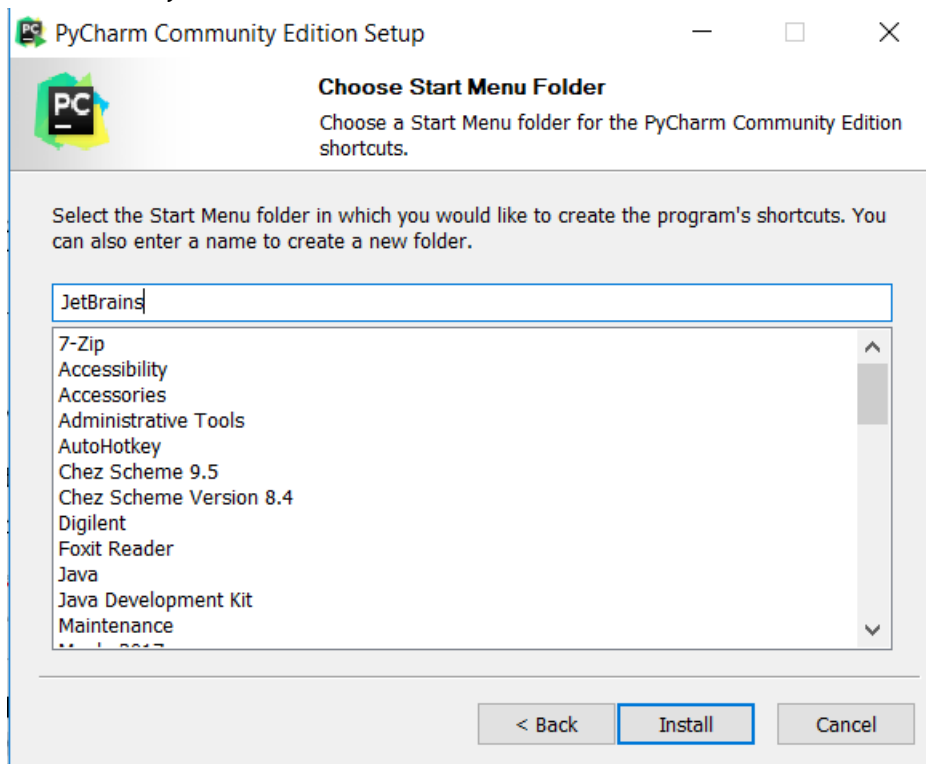 PC PyCharm Community Edition Setup
PC
Choose Start Menu Folder
Choose a Start Menu folder for the PyCharm Community Edition
shortcuts.
Select the Start Menu folder in which you would like to create the program's shortcuts. You
can also enter a name to create a new folder.
JetBrains
7-Zip
Accessibility
Accessories
Administrative Tools
AutoHotkey
Chez Scheme 9.5
Chez Scheme Version 8.4
Digilent
Foxit Reader
Java
Java Development Kit
Maintenance
< Back Install Cancel